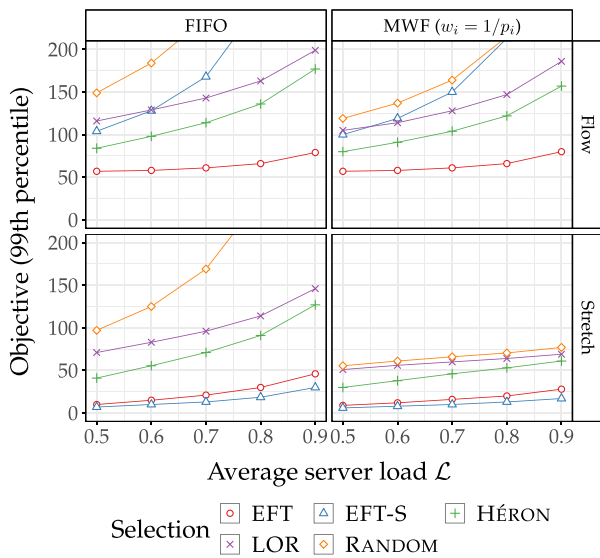 FIFO
MWF (w_i = 1/p_i)
Objective (99th percentile)
200
150
100
50
0
Flow
200
150
100
50
0
Stretch
0.5 0.6 0.7 0.8 0.9 0.5 0.6 0.7 0.8 0.9
Average server load ℒ
Selection
EFT EFT-S HÉRON
LOR RANDOM